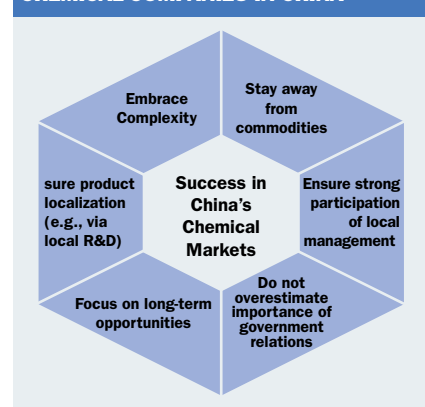 CHEMICAL COMPANIES IN CHINA
Embrace
Complexity
Stay away
from
commodities
sure product
localization
(e.g., via
local R&D)
Success in
China's
Chemical
Markets
Ensure strong
participation
of local
management
Focus on long-term
opportunities
Do not
overestimate
importance of
government
relations